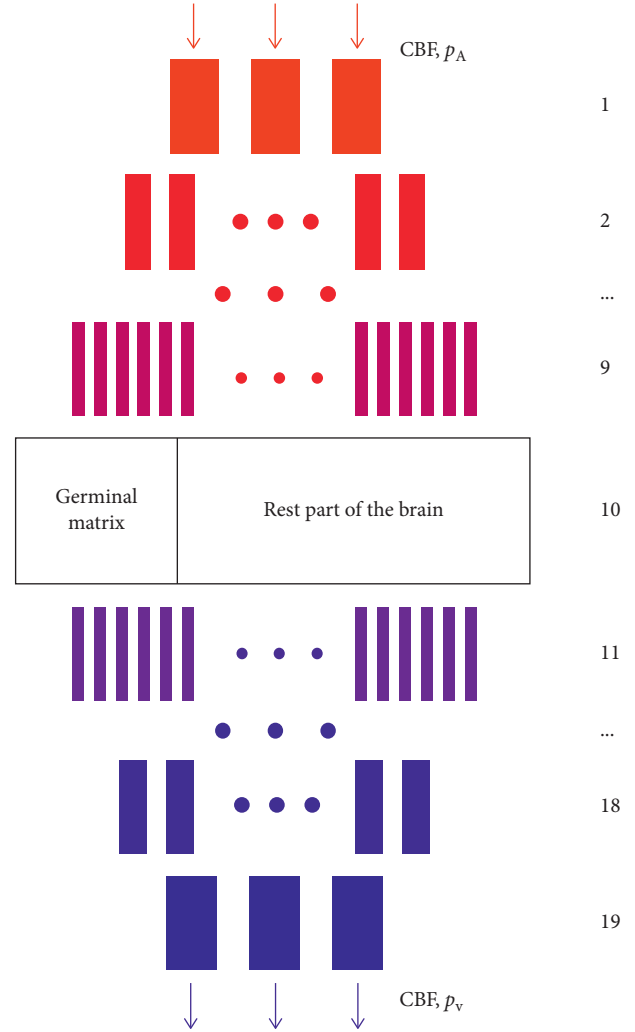 CBF, pA
1
2
...
9
Germinal
matrix
Rest part of the brain
10
11
...
18
19
CBF, pv